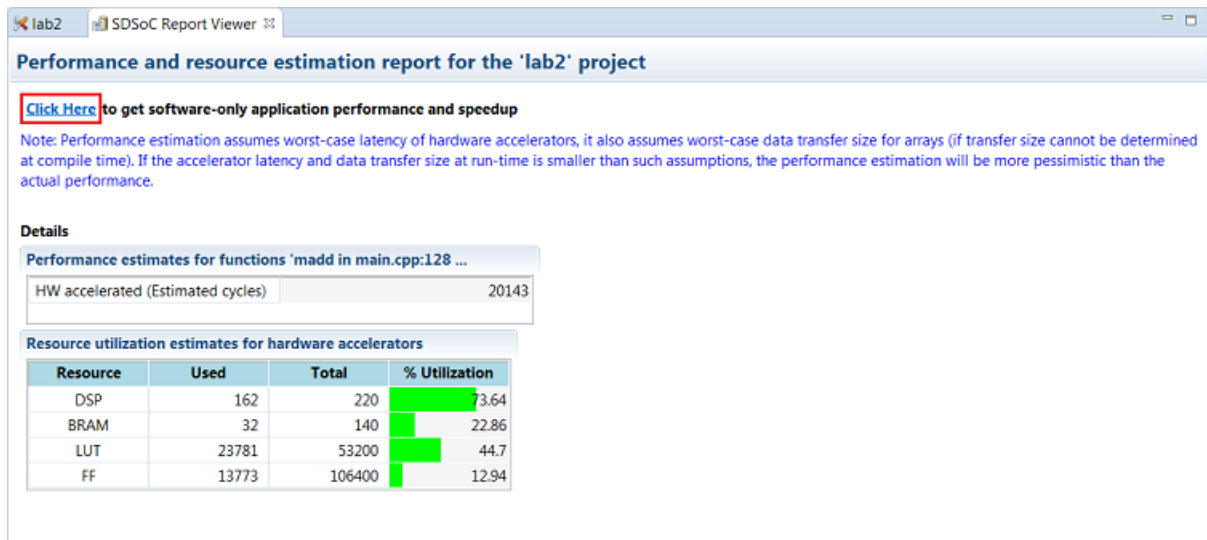 lab2 SDSoC Report Viewer
Performance and resource estimation report for the 'lab2' project
Click Here to get software-only application performance and speedup
Note: Performance estimation assumes worst-case latency of hardware accelerators, it also assumes worst-case data transfer size for arrays (if transfer size cannot be determined
at compile time). If the accelerator latency and data transfer size at run-time is smaller than such assumptions, the performance estimation will be more pessimistic than the
actual performance.
Details
Performance estimates for functions 'madd in main.cpp:128 ...
HW accelerated (Estimated cycles) 20143
Resource utilization estimates for hardware accelerators
Resource Used Total % Utilization
DSP 162 220 73.64
BRAM 32 140 22.86
LUT 23781 53200 44.7
FF 13773 106400 12.94